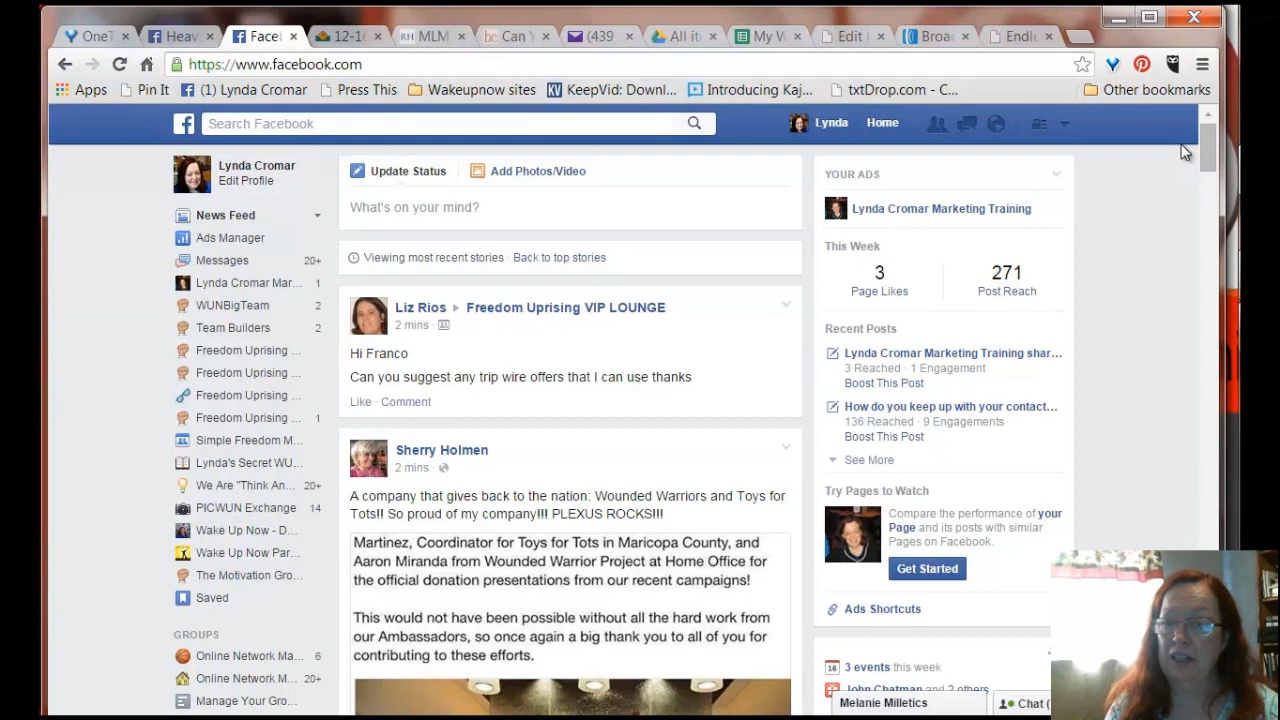 OneT
Heav
Facel
12-16
RH MLM
bc Can \
(439
All it
My V
Edit I
Broac
Endle
https://www.facebook.com
Apps
Pin It
(1) Lynda Cromar
Press This
Wakeupnow sites
KV KeepVid: Downl...
Introducing Kaj...
txtDrop.com - C...
Other bookmarks
Search Facebook
Lynda
Home
Lynda Cromar
Edit Profile
News Feed
Ads Manager
Messages 20+
Lynda Cromar Mar... 1
WUNBigTeam 2
Team Builders 2
Freedom Uprising ...
Freedom Uprising ...
Freedom Uprising ...
Freedom Uprising ... 1
Simple Freedom M...
Lynda's Secret WU...
We Are "Think An... 20+
PICWUN Exchange 14
Wake Up Now - D...
Wake Up Now Par...
The Motivation Gro...
Saved
GROUPS
Online Network Ma... 6
Online Network M... 20+
Manage Your Gro...
Update Status
Add Photos/Video
What's on your mind?
Viewing most recent stories · Back to top stories
Liz Rios ▸ Freedom Uprising VIP LOUNGE
2 mins ·
Hi Franco
Can you suggest any trip wire offers that I can use thanks
Like · Comment
Sherry Holmen
2 mins ·
A company that gives back to the nation: Wounded Warriors and Toys for
Tots!! So proud of my company!!! PLEXUS ROCKS!!!
Martinez, Coordinator for Toys for Tots in Maricopa County, and
Aaron Miranda from Wounded Warrior Project at Home Office for
the official donation presentations from our recent campaigns!
This would not have been possible without all the hard work from
our Ambassadors, so once again a big thank you to all of you for
contributing to these efforts.
YOUR ADS
Lynda Cromar Marketing Training
This Week
3 271
Page Likes Post Reach
Recent Posts
Lynda Cromar Marketing Training shar...
3 Reached · 1 Engagement
Boost This Post
How do you keep up with your contact...
136 Reached · 9 Engagements
Boost This Post
See More
Try Pages to Watch
Compare the performance of your
Page and its posts with similar
Pages on Facebook.
Get Started
Ads Shortcuts
16 3 events this week
John Chatman and 2 others
Melanie Milletics
Chat (